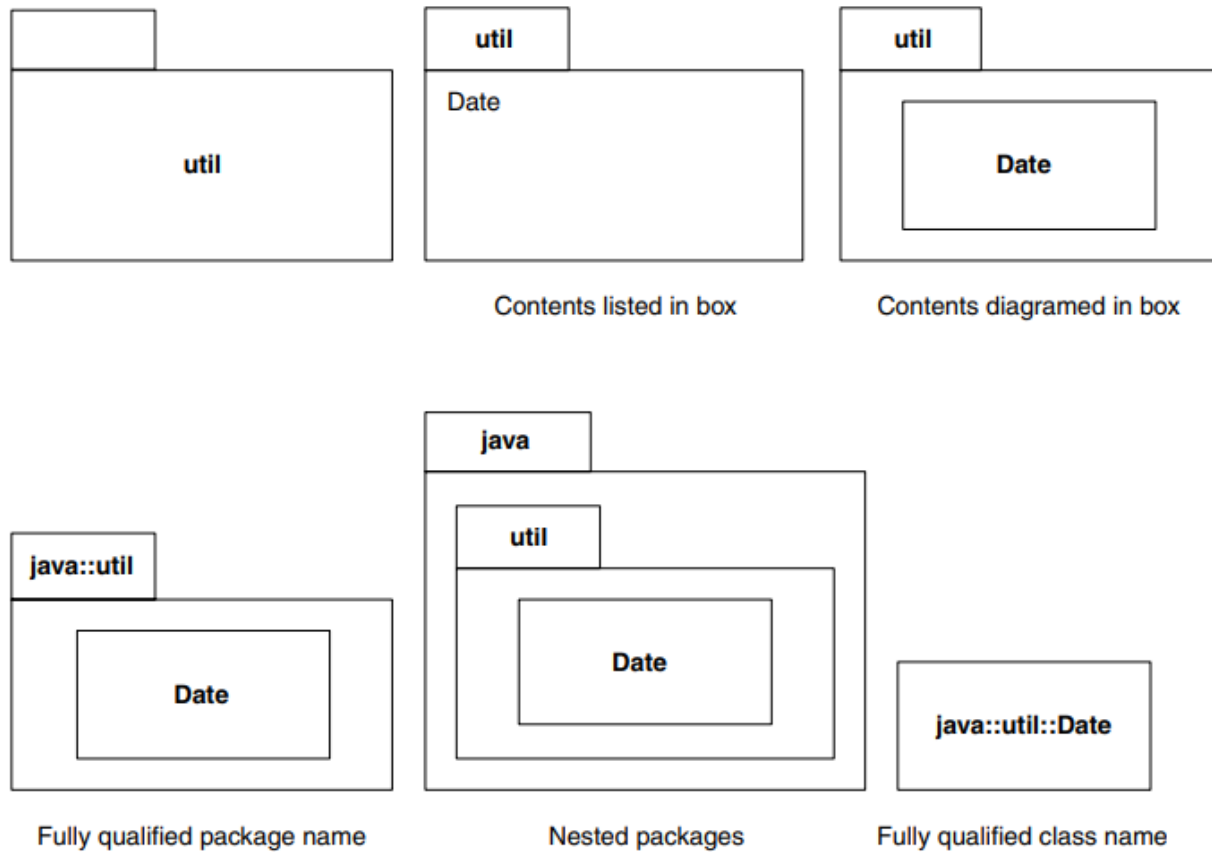 util
util
Date
util
Date
Contents listed in box
Contents diagramed in box
java::util
Date
Fully qualified package name
java
util
Date
Nested packages
java::util::Date
Fully qualified class name